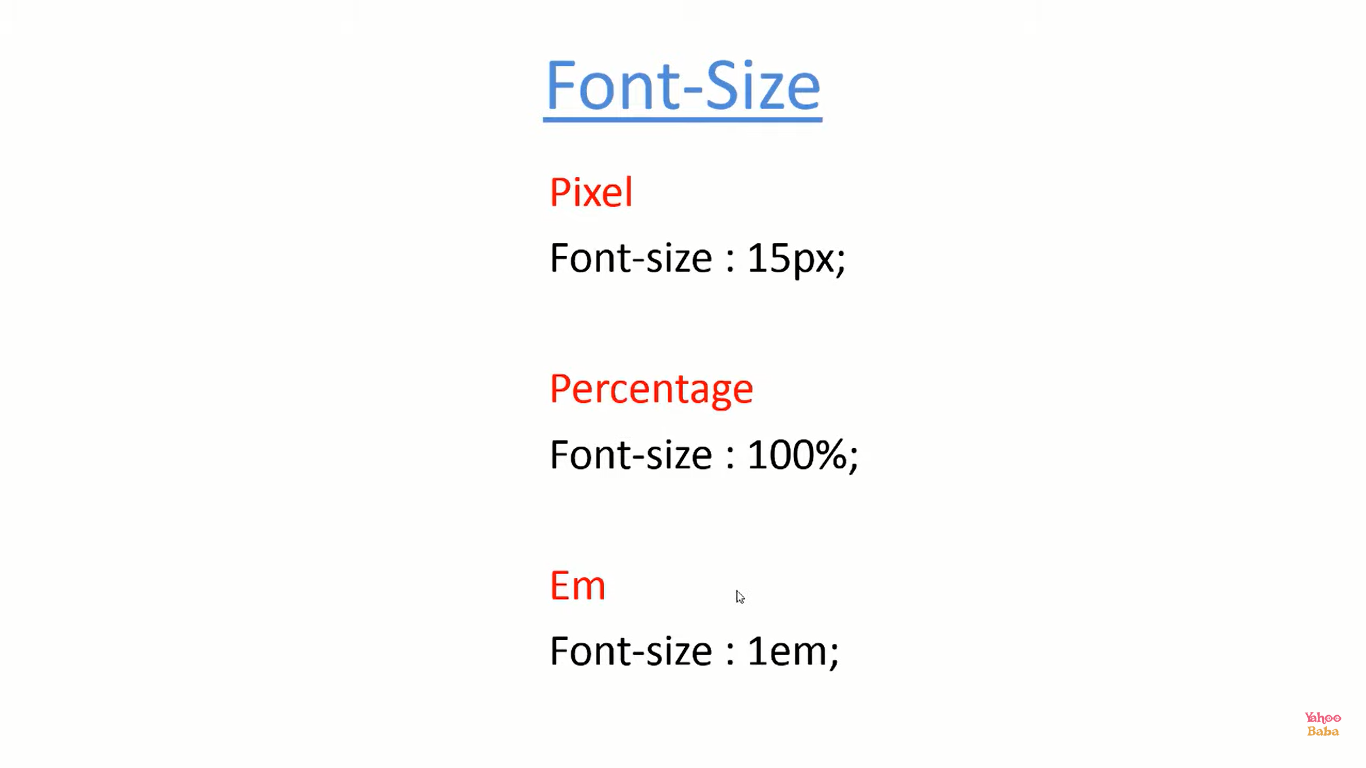 Font-Size
Pixel
Font-size : 15px;
Percentage
Font-size : 100%;
Em
Font-size : 1em;
Yahoo
Baba